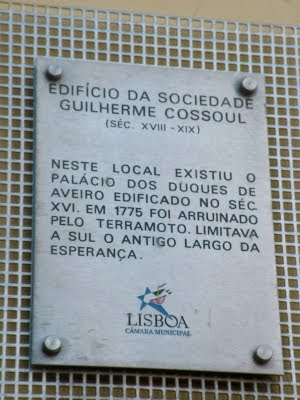 EDIFÍCIO DA SOCIEDADE
GUILHERME COSSOUL
(SÉC. XVIII - XIX)
NESTE LOCAL EXISTIU O
PALÁCIO DOS DUQUES DE
AVEIRO EDIFICADO NO SÉC.
XVI. EM 1775 FOI ARRUINADO
PELO TERRAMOTO. LIMITAVA
A SUL O ANTIGO LARGO DA
ESPERANÇA.
LISBOA
CÂMARA MUNICIPAL